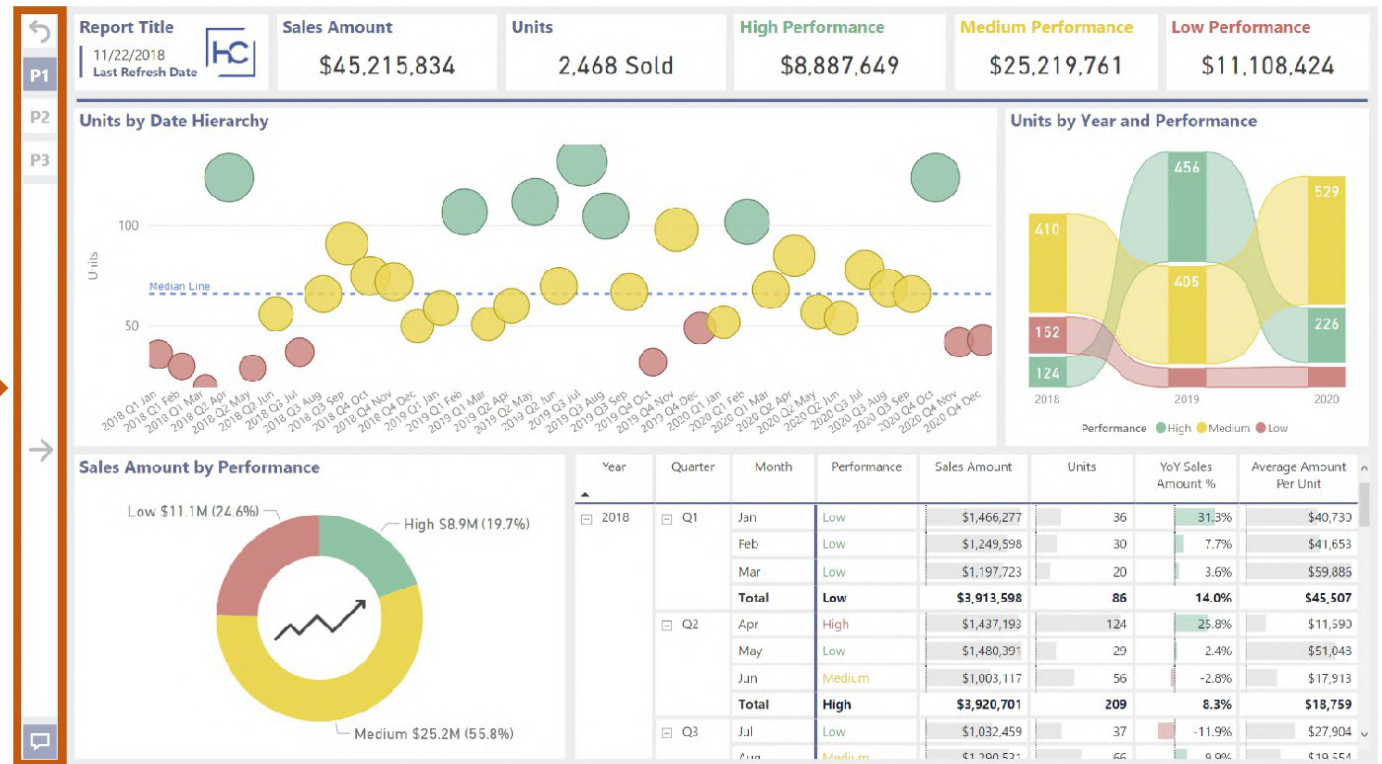 Report Title
11/22/2018
Last Refresh Date
HC
Sales Amount
$45,215,834
Units
2,468 Sold
High Performance
$8,887,649
Medium Performance
$25,219,761
Low Performance
$11,108,424
P1
P2
P3
Units by Date Hierarchy
Units
100
50
Median Line
2018 Q1 Jan
2018 Q1 Feb
2018 Q1 Mar
2018 Q2 Apr
2018 Q2 May
2018 Q2 Jun
2018 Q3 Jul
2018 Q3 Aug
2018 Q3 Sep
2018 Q4 Oct
2018 Q4 Nov
2018 Q4 Dec
2019 Q1 Jan
2019 Q1 Feb
2019 Q1 Mar
2019 Q2 Apr
2019 Q2 May
2019 Q2 Jun
2019 Q3 Jul
2019 Q3 Aug
2019 Q3 Sep
2019 Q4 Oct
2019 Q4 Nov
2019 Q4 Dec
2020 Q1 Jan
2020 Q1 Feb
2020 Q1 Mar
2020 Q2 Apr
2020 Q2 May
2020 Q2 Jun
2020 Q3 Jul
2020 Q3 Aug
2020 Q3 Sep
2020 Q4 Oct
2020 Q4 Nov
2020 Q4 Dec
Units by Year and Performance
456
529
410
405
152
226
124
2018 2019 2020
Performance High Medium Low
Sales Amount by Performance
Low $11.1M (24.6%)
High $8.9M (19.7%)
Medium $25.2M (55.8%)
Year Quarter Month Performance Sales Amount Units YoY Sales Amount % Average Amount Per Unit
2018 Q1 Jan Low $1,466,277 36 31.3% $40,730
Feb Low $1,249,598 30 7.7% $41,653
Mar Low $1,197,723 20 3.6% $59,886
Total Low $3,913,598 86 14.0% $45,507
Q2 Apr High $1,437,193 124 25.8% $11,590
May Low $1,480,391 29 2.4% $51,048
Jun Medium $1,003,117 56 -2.8% $17,913
Total High $3,920,701 209 8.3% $18,759
Q3 Jul Low $1,032,459 37 -11.9% $27,904
Aug Medium $1,290,531 66 9.9% $19,554